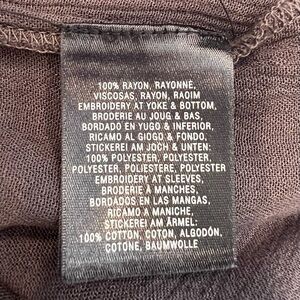 100% RAYON, RAYONNE,
VISCOSAS, RAYON, RAOIM
EMBROIDERY AT YOKE & BOTTOM,
BRODERIE AU JOUG & BAS,
BORDADO EN YUGO & INFERIOR,
RICAMO AL GIOGO & FONDO,
STICKEREI AM JOCH & UNTEN:
100% POLYESTER, POLYESTER,
POLYESTER, POLIESTERE, POLYESTER
EMBROIDERY AT SLEEVES,
BRODERIE À MANCHES,
BORDADOS EN LAS MANGAS,
RICAMO A MANICHE,
STICKEREI AM ÄRMEL:
100% COTTON, COTON, ALGODÓN,
COTONE, BAUMWOLLE